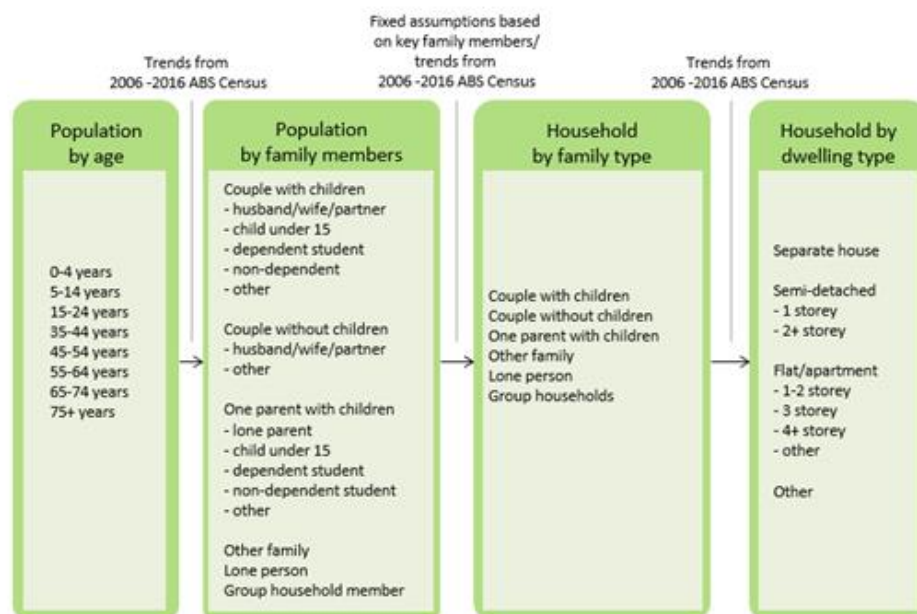 Fixed assumptions based
on key family members/
trends from
2006 -2016 ABS Census
Trends from
2006 -2016 ABS Census
Trends from
2006 -2016 ABS Census
Population
by age
0-4 years
5-14 years
15-24 years
35-44 years
45-54 years
55-64 years
65-74 years
75+ years
Population
by family members
Couple with children
- husband/wife/partner
- child under 15
- dependent student
- non-dependent
- other
Couple without children
- husband/wife/partner
- other
One parent with children
- lone parent
- child under 15
- dependent student
- non-dependent student
- other
Other family
Lone person
Group household member
Household
by family type
Couple with children
Couple without children
One parent with children
Other family
Lone person
Group households
Household by
dwelling type
Separate house
Semi-detached
- 1 storey
- 2+ storey
Flat/apartment
- 1-2 storey
- 3 storey
- 4+ storey
- other
Other